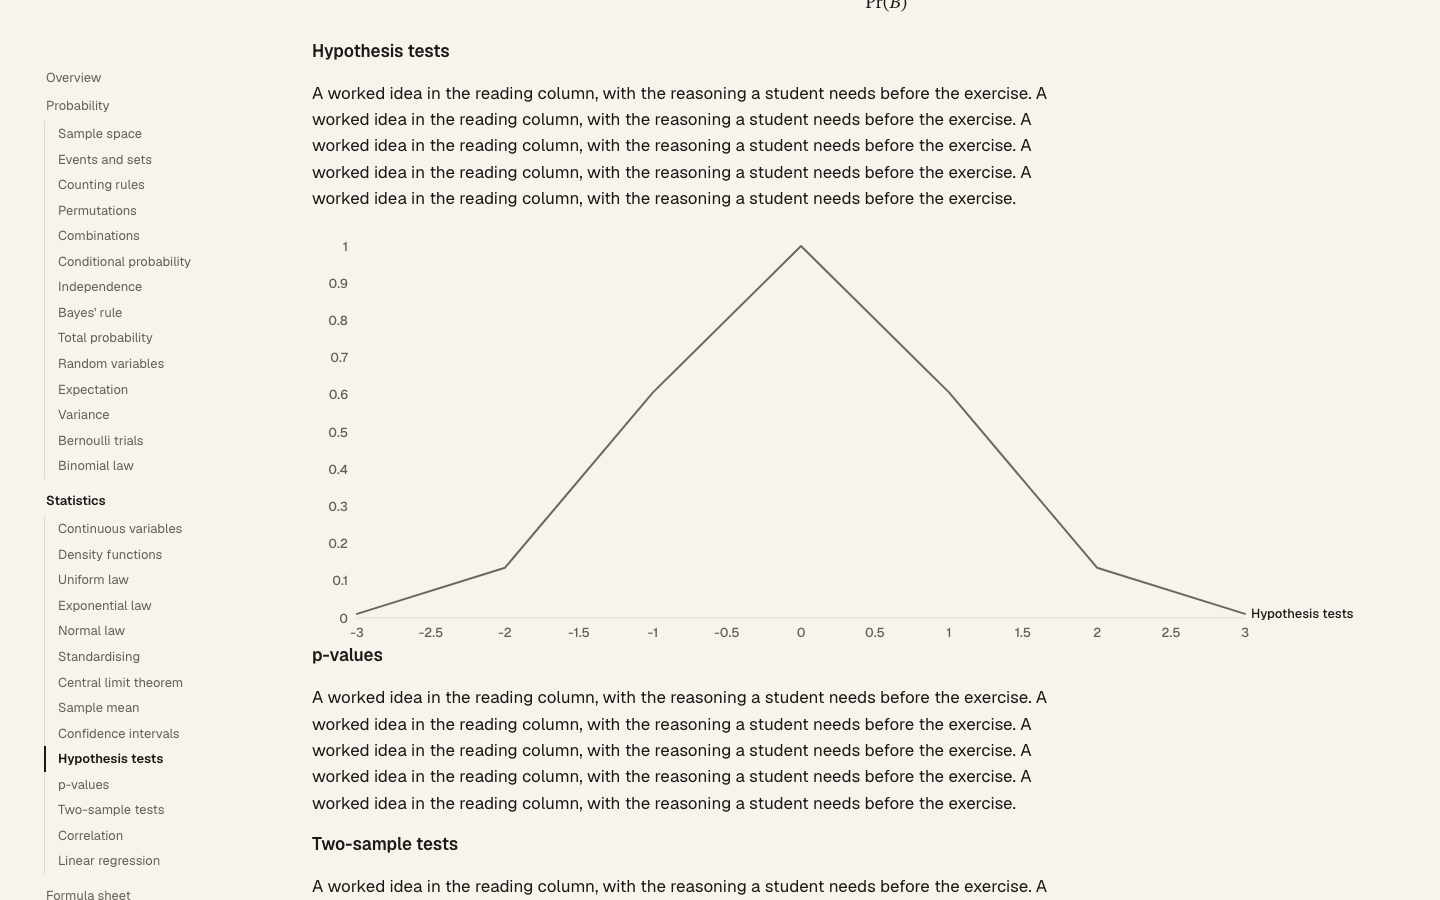 Pr(B)
Overview
Probability
Sample space
Events and sets
Counting rules
Permutations
Combinations
Conditional probability
Independence
Bayes' rule
Total probability
Random variables
Expectation
Variance
Bernoulli trials
Binomial law
Statistics
Continuous variables
Density functions
Uniform law
Exponential law
Normal law
Standardising
Central limit theorem
Sample mean
Confidence intervals
Hypothesis tests
p-values
Two-sample tests
Correlation
Linear regression
Formula sheet
Hypothesis tests
A worked idea in the reading column, with the reasoning a student needs before the exercise. A
worked idea in the reading column, with the reasoning a student needs before the exercise. A
worked idea in the reading column, with the reasoning a student needs before the exercise. A
worked idea in the reading column, with the reasoning a student needs before the exercise. A
worked idea in the reading column, with the reasoning a student needs before the exercise.
1
0.9
0.8
0.7
0.6
0.5
0.4
0.3
0.2
0.1
0
-3 -2.5 -2 -1.5 -1 -0.5 0 0.5 1 1.5 2 2.5 3
Hypothesis tests
p-values
A worked idea in the reading column, with the reasoning a student needs before the exercise. A
worked idea in the reading column, with the reasoning a student needs before the exercise. A
worked idea in the reading column, with the reasoning a student needs before the exercise. A
worked idea in the reading column, with the reasoning a student needs before the exercise. A
worked idea in the reading column, with the reasoning a student needs before the exercise.
Two-sample tests
A worked idea in the reading column, with the reasoning a student needs before the exercise. A